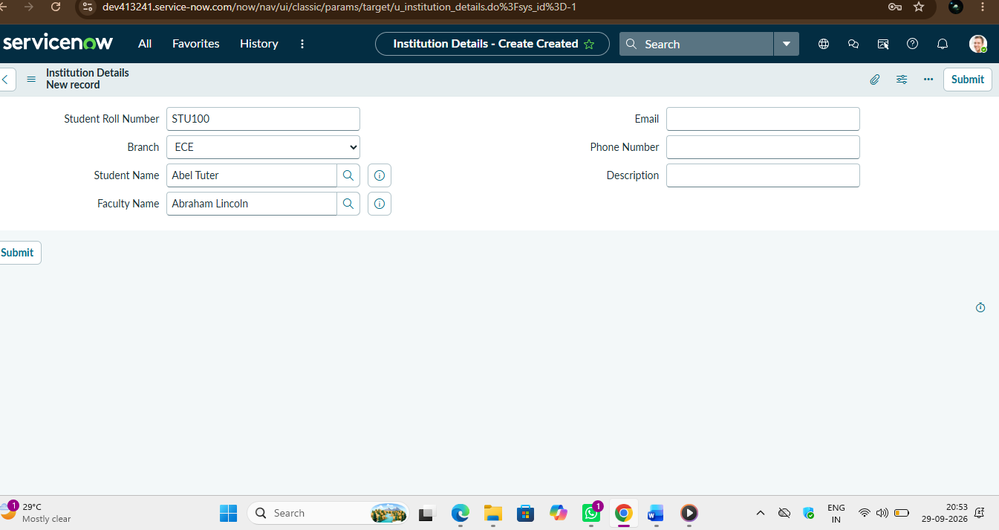 dev413241.service-now.com/now/nav/ui/classic/params/target/u_institution_details.do%3Fsys_id%3D-1
servicenow All Favorites History Institution Details - Create Created Search
Institution Details
New record
Submit
Student Roll Number STU100 Email
Branch ECE Phone Number
Student Name Abel Tuter Description
Faculty Name Abraham Lincoln
Submit
1 29°C
Mostly clear
Search
1
ENG
IN
20:53
29-09-2026